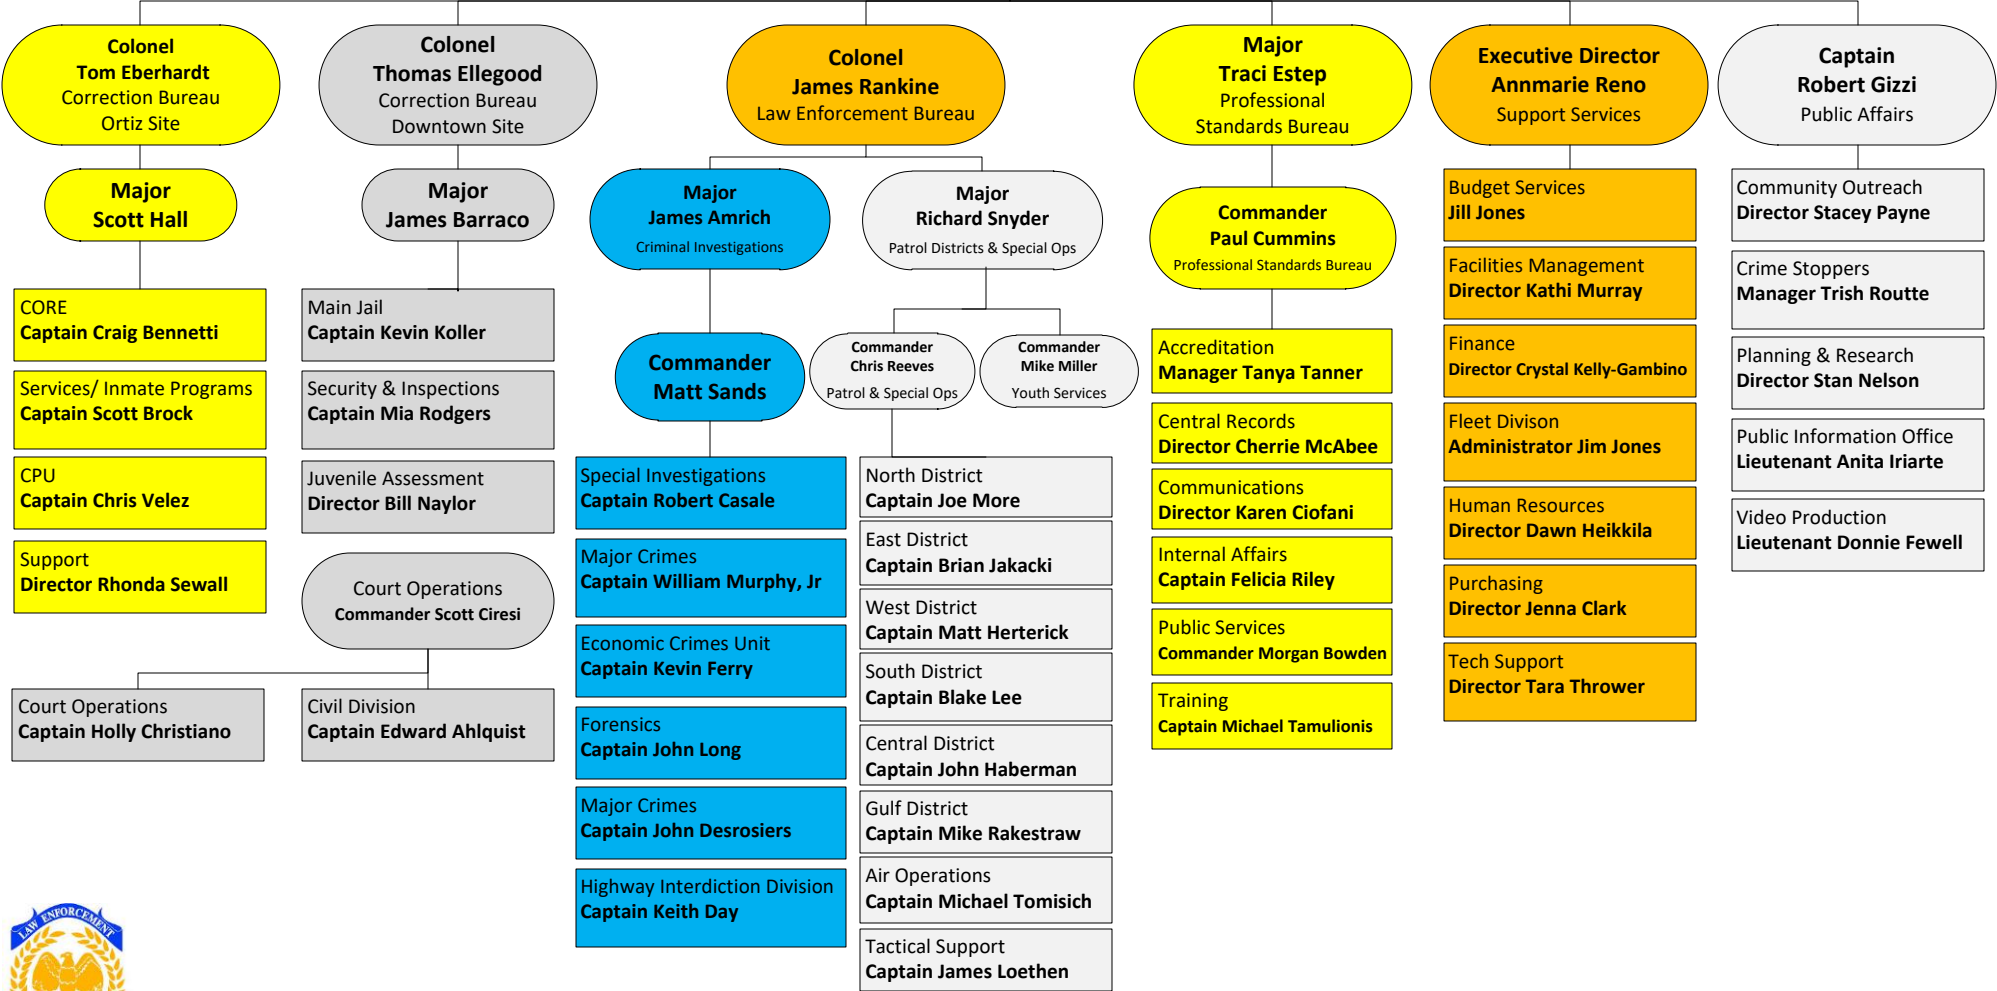 Colonel
Tom Eberhardt
Correction Bureau
Ortiz Site
Major
Scott Hall
CORE
Captain Craig Bennetti
Services/ Inmate Programs
Captain Scott Brock
CPU
Captain Chris Velez
Support
Director Rhonda Sewall
Colonel
Thomas Ellegood
Correction Bureau
Downtown Site
Major
James Barraco
Main Jail
Captain Kevin Koller
Security & Inspections
Captain Mia Rodgers
Juvenile Assessment
Director Bill Naylor
Court Operations
Commander Scott Ciresi
Court Operations
Captain Holly Christiano
Civil Division
Captain Edward Ahlquist
Colonel
James Rankine
Law Enforcement Bureau
Major
James Amrich
Criminal Investigations
Commander
Matt Sands
Special Investigations
Captain Robert Casale
Major Crimes
Captain William Murphy, Jr
Economic Crimes Unit
Captain Kevin Ferry
Forensics
Captain John Long
Major Crimes
Captain John Desrosiers
Highway Interdiction Division
Captain Keith Day
Major
Richard Snyder
Patrol Districts & Special Ops
Commander
Chris Reeves
Patrol & Special Ops
Commander
Mike Miller
Youth Services
North District
Captain Joe More
East District
Captain Brian Jakacki
West District
Captain Matt Herterick
South District
Captain Blake Lee
Central District
Captain John Haberman
Gulf District
Captain Mike Rakestraw
Air Operations
Captain Michael Tomisich
Tactical Support
Captain James Loethen
Major
Traci Estep
Professional
Standards Bureau
Commander
Paul Cummins
Professional Standards Bureau
Accreditation
Manager Tanya Tanner
Central Records
Director Cherrie McAbee
Communications
Director Karen Ciofani
Internal Affairs
Captain Felicia Riley
Public Services
Commander Morgan Bowden
Training
Captain Michael Tamulionis
Executive Director
Annmarie Reno
Support Services
Budget Services
Jill Jones
Facilities Management
Director Kathi Murray
Finance
Director Crystal Kelly-Gambino
Fleet Divison
Administrator Jim Jones
Human Resources
Director Dawn Heikkila
Purchasing
Director Jenna Clark
Tech Support
Director Tara Thrower
Captain
Robert Gizzi
Public Affairs
Community Outreach
Director Stacey Payne
Crime Stoppers
Manager Trish Routte
Planning & Research
Director Stan Nelson
Public Information Office
Lieutenant Anita Iriarte
Video Production
Lieutenant Donnie Fewell
LAW ENFORCEMENT